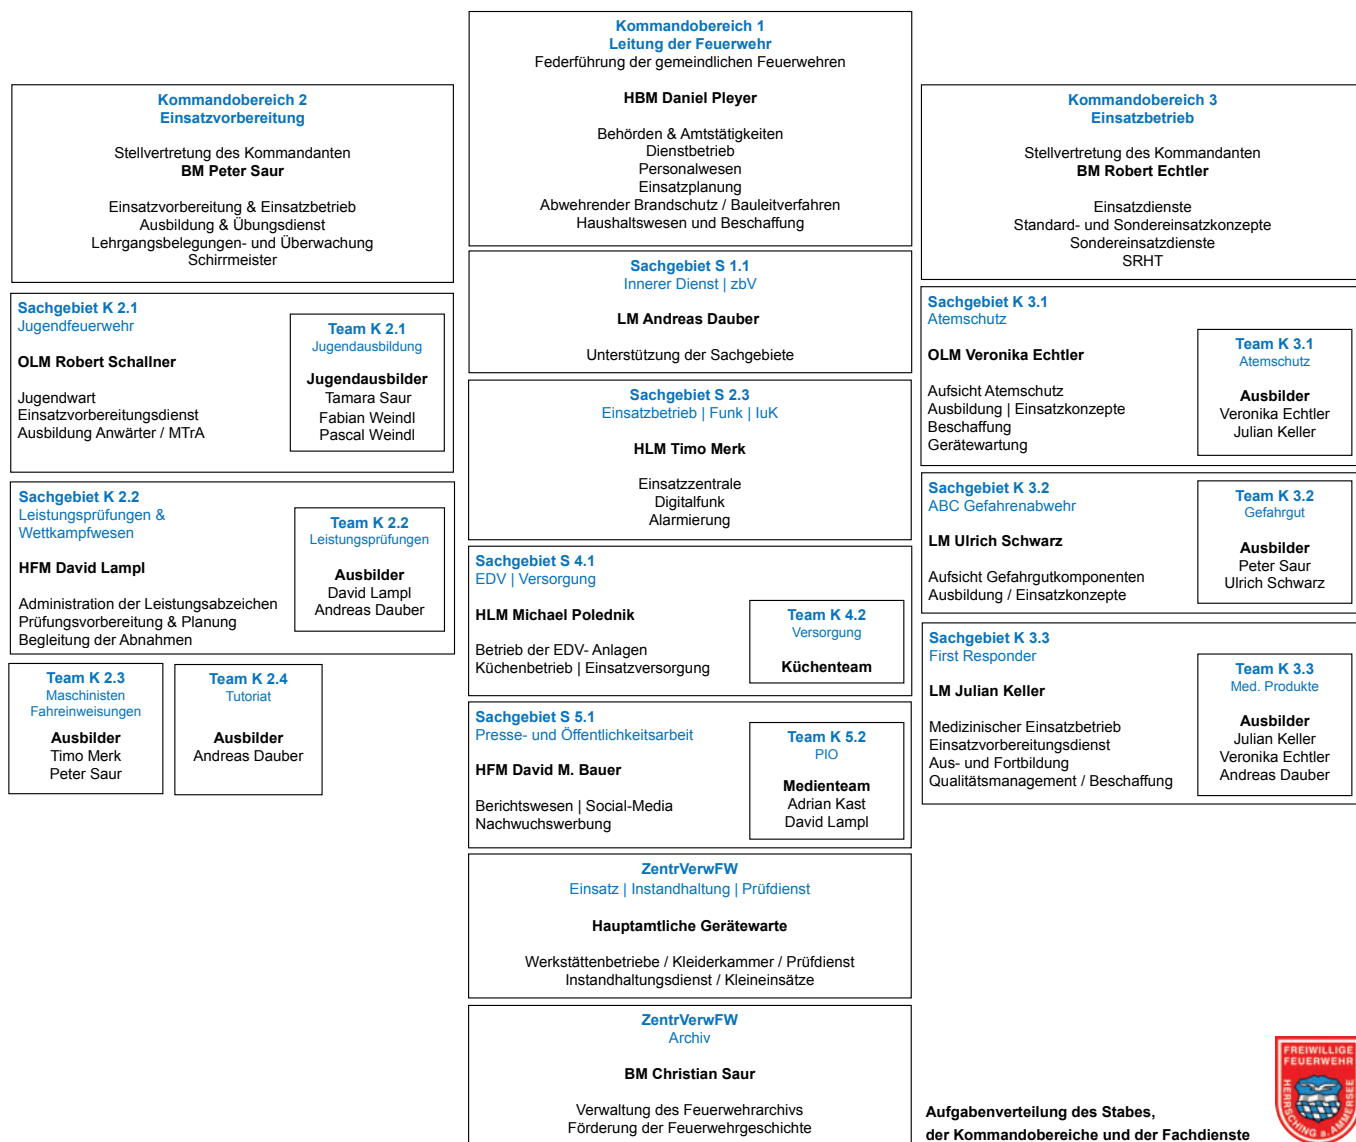 Kommandobereich 1
Leitung der Feuerwehr
Federführung der gemeindlichen Feuerwehren
HBM Daniel Pleyer
Behörden & Amtstätigkeiten
Dienstbetrieb
Personalwesen
Einsatzplanung
Abwehrender Brandschutz / Bauleitverfahren
Haushaltswesen und Beschaffung
Kommandobereich 2
Einsatzvorbereitung
Stellvertretung des Kommandanten
BM Peter Saur
Einsatzvorbereitung & Einsatzbetrieb
Ausbildung & Übungsdienst
Lehrgangsbelegungen- und Überwachung
Schirrmeister
Kommandobereich 3
Einsatzbetrieb
Stellvertretung des Kommandanten
BM Robert Echtler
Einsatzdienste
Standard- und Sondereinsatzkonzepte
Sondereinsatzdienste
SRHT
Sachgebiet K 2.1
Jugendfeuerwehr
OLM Robert Schallner
Jugendwart
Einsatzvorbereitungsdienst
Ausbildung Anwärter / MTrA
Team K 2.1
Jugendausbildung
Jugendausbilder
Tamara Saur
Fabian Weindl
Pascal Weindl
Sachgebiet K 2.2
Leistungsprüfungen &
Wettkampfwesen
HFM David Lampl
Administration der Leistungsabzeichen
Prüfungsvorbereitung & Planung
Begleitung der Abnahmen
Team K 2.2
Leistungsprüfungen
Ausbilder
David Lampl
Andreas Dauber
Team K 2.3
Maschinisten
Fahreinweisungen
Ausbilder
Timo Merk
Peter Saur
Team K 2.4
Tutoriat
Ausbilder
Andreas Dauber
Sachgebiet S 1.1
Innerer Dienst | zbV
LM Andreas Dauber
Unterstützung der Sachgebiete
Sachgebiet S 2.3
Einsatzbetrieb | Funk | IuK
HLM Timo Merk
Einsatzzentrale
Digitalfunk
Alarmierung
Sachgebiet S 4.1
EDV | Versorgung
HLM Michael Polednik
Betrieb der EDV- Anlagen
Küchenbetrieb | Einsatzversorgung
Team K 4.2
Versorgung
Küchenteam
Sachgebiet S 5.1
Presse- und Öffentlichkeitsarbeit
HFM David M. Bauer
Berichtswesen | Social-Media
Nachwuchswerbung
Team K 5.2
PIO
Medienteam
Adrian Kast
David Lampl
ZentrVerwFW
Einsatz | Instandhaltung | Prüfdienst
Hauptamtliche Gerätewarte
Werkstättenbetriebe / Kleiderkammer / Prüfdienst
Instandhaltungsdienst / Kleineinsätze
ZentrVerwFW
Archiv
BM Christian Saur
Verwaltung des Feuerwehrarchivs
Förderung der Feuerwehrgeschichte
Sachgebiet K 3.1
Atemschutz
OLM Veronika Echtler
Aufsicht Atemschutz
Ausbildung | Einsatzkonzepte
Beschaffung
Gerätewartung
Team K 3.1
Atemschutz
Ausbilder
Veronika Echtler
Julian Keller
Sachgebiet K 3.2
ABC Gefahrenabwehr
LM Ulrich Schwarz
Aufsicht Gefahrgutkomponenten
Ausbildung / Einsatzkonzepte
Team K 3.2
Gefahrgut
Ausbilder
Peter Saur
Ulrich Schwarz
Sachgebiet K 3.3
First Responder
LM Julian Keller
Medizinischer Einsatzbetrieb
Einsatzvorbereitungsdienst
Aus- und Fortbildung
Qualitätsmanagement / Beschaffung
Team K 3.3
Med. Produkte
Ausbilder
Julian Keller
Veronika Echtler
Andreas Dauber
Aufgabenverteilung des Stabes,
der Kommandobereiche und der Fachdienste
FREIWILLIGE
FEUERWEHR
HERRSCHING a. AMMERSEE